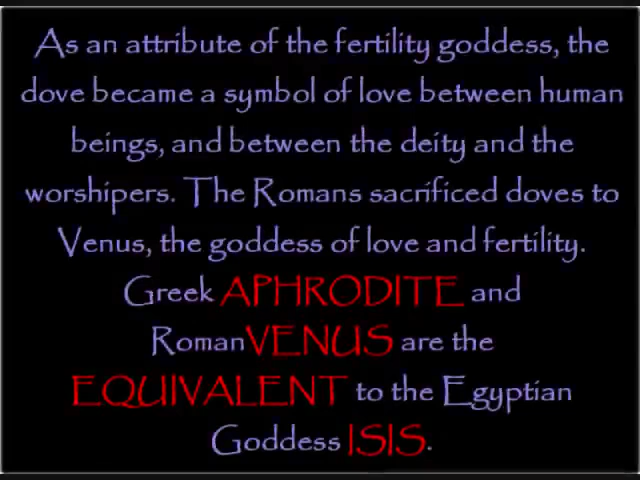 As an attribute of the fertility goddess, the
dove became a symbol of love between human
beings, and between the deity and the
worshipers. The Romans sacrificed doves to
Venus, the goddess of love and fertility.
Greek APHRODITE and
RomanVENUS are the
EQUIVALENT to the Egyptian
Goddess ISIS.